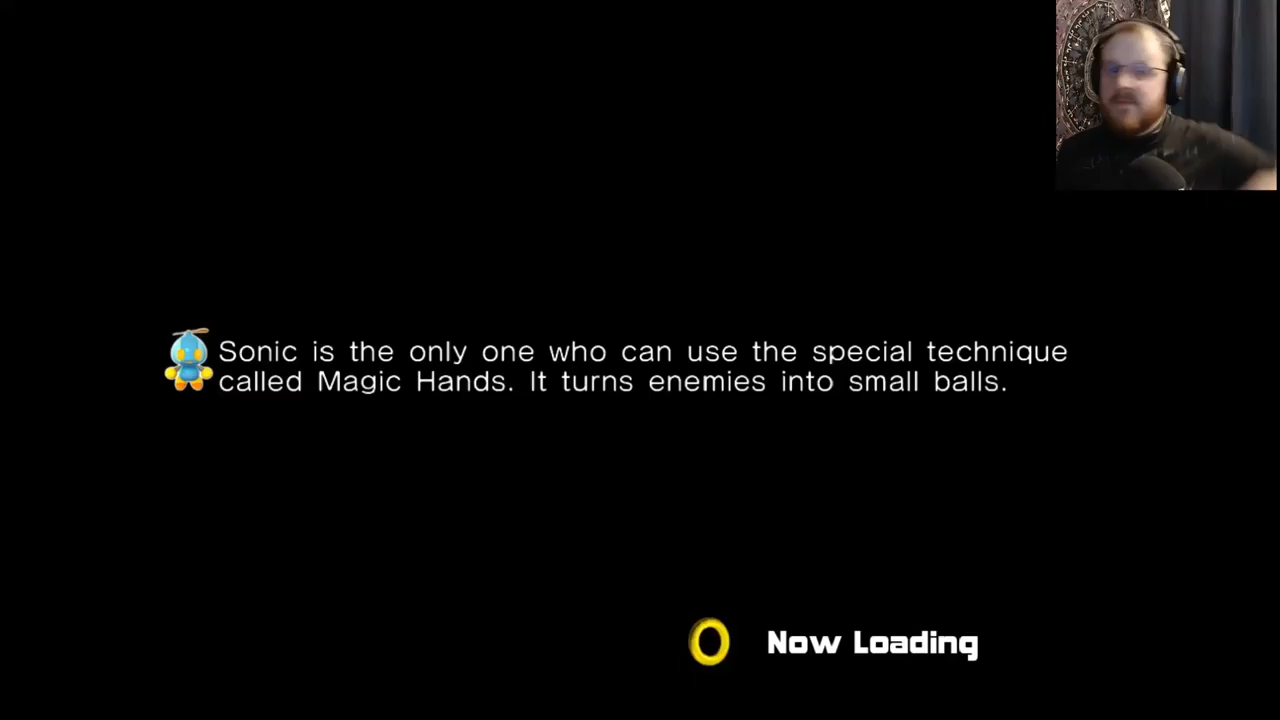 Sonic is the only one who can use the special technique
called Magic Hands. It turns enemies into small balls.
Now Loading